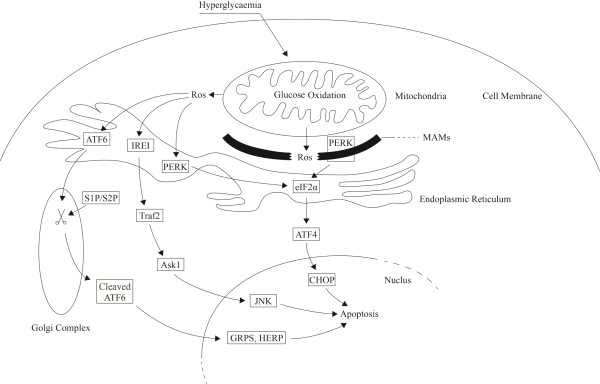 Hyperglycaemia
Glucose Oxidation
Ros
Mitochondria
Cell Membrane
ATF6
IREI
PERK
PERK
MAMs
Ros
eIF2α
Endoplasmic Reticulum
S1P/S2P
Traf2
ATF4
Ask1
CHOP
Nuclus
Cleaved
ATF6
JNK
Apoptosis
Golgi Complex
GRPS, HERP